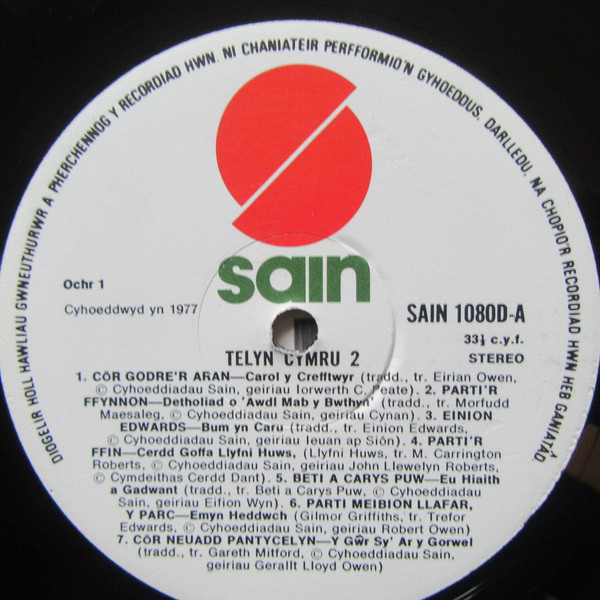 DIOGELIR HOLL HAWLIAU GWNEUTHURWR A PHERCHENNOG Y RECORDIAD HWN. NI CHANIATEIR PERFFORMIO'N GYHOEDDUS, DARLLEDU, NA CHOPIO'R RECORDIAD HWN HEB GANIATÂD
sain
Ochr 1
Cyhoeddwyd yn 1977
SAIN 1080D-A
33⅓ c.y.f.
STEREO
TELYN CYMRU 2
1. CÔR GODRE'R ARAN—Carol y Crefftwyr (tradd., tr. Eirian Owen,
© Cyhoeddiadau Sain, geiriau Iorwerth C. Peate). 2. PARTI'R
FFYNNON—Detholiad o 'Awdl Mab y Bwthyn' (tradd., tr. Morfudd
Maesaleg, © Cyhoeddiadau Sain, geiriau Cynan). 3. EINION
EDWARDS—Bum yn Caru (tradd., tr. Einion Edwards,
© Cyhoeddiadau Sain, geiriau Ieuan ap Siôn). 4. PARTI'R
FFIN—Cerdd Goffa Llyfni Huws, (Llyfni Huws, tr. M. Carrington
Roberts, © Cyhoeddiadau Sain, geiriau John Llewelyn Roberts,
© Cymdeithas Cerdd Dant). 5. BETI A CARYS PUW—Eu Hiaith
a Gadwant (tradd., tr. Beti a Carys Puw, © Cyhoeddiadau
Sain, geiriau Eifion Wyn). 6. PARTI MEIBION LLAFAR,
Y PARC—Emyn Heddwch (Gilmor Griffiths, tr. Trefor
Edwards, © Cyhoeddiadau Sain, geiriau Robert Owen)
7. CÔR NEUADD PANTYCELYN—Y Gŵr Sy' Ar y Gorwel
(tradd., tr. Gareth Mitford, © Cyhoeddiadau Sain,
geiriau Gerallt Lloyd Owen)